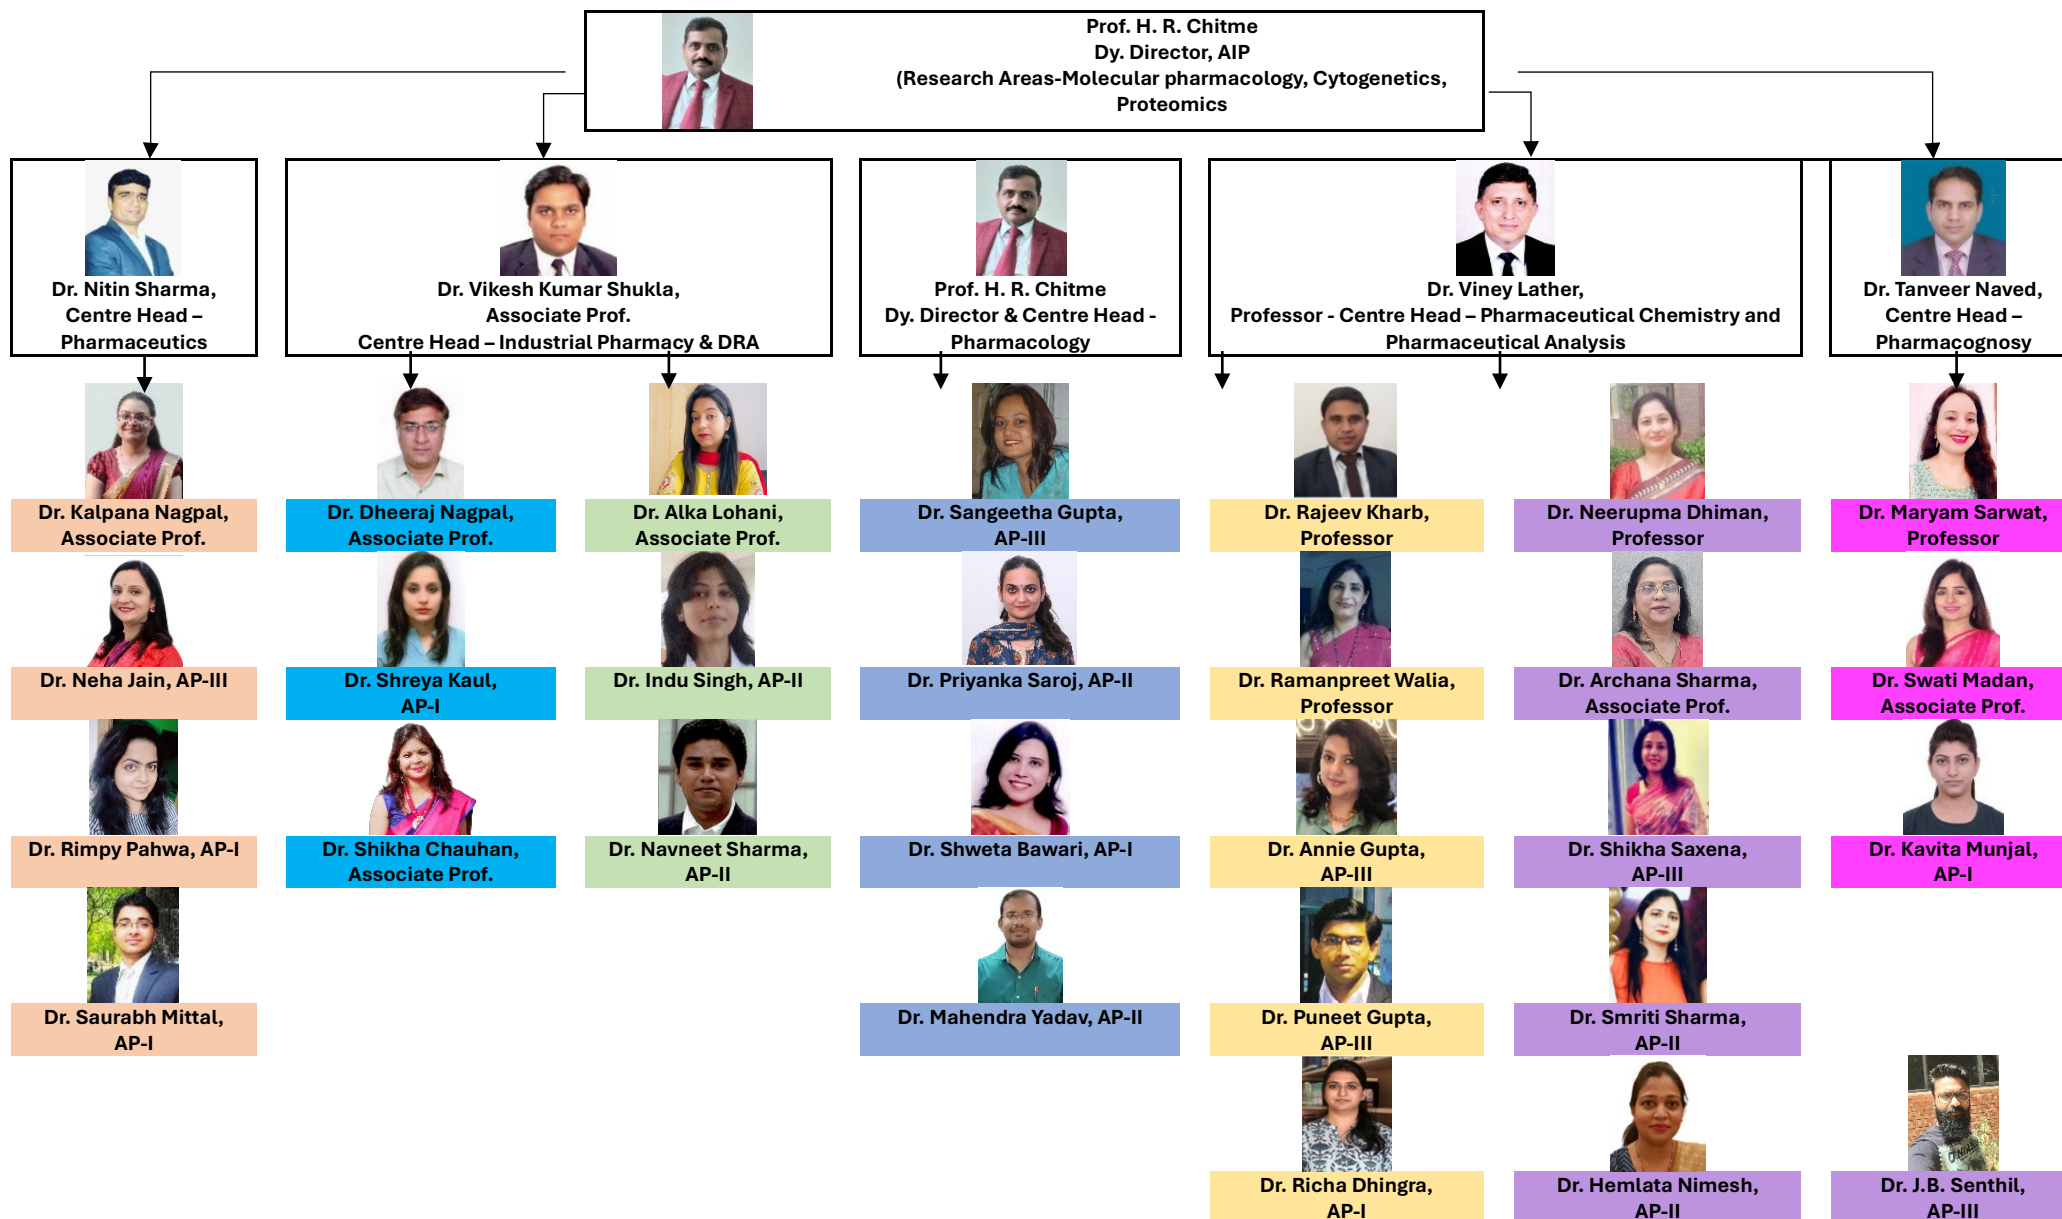 Prof. H. R. Chitme
Dy. Director, AIP
(Research Areas-Molecular pharmacology, Cytogenetics,
Proteomics
Dr. Nitin Sharma,
Centre Head –
Pharmaceutics
Dr. Vikesh Kumar Shukla,
Associate Prof.
Centre Head – Industrial Pharmacy & DRA
Prof. H. R. Chitme
Dy. Director & Centre Head -
Pharmacology
Dr. Viney Lather,
Professor - Centre Head – Pharmaceutical Chemistry and
Pharmaceutical Analysis
Dr. Tanveer Naved,
Centre Head –
Pharmacognosy
Dr. Kalpana Nagpal,
Associate Prof.
Dr. Dheeraj Nagpal,
Associate Prof.
Dr. Alka Lohani,
Associate Prof.
Dr. Sangeetha Gupta,
AP-III
Dr. Rajeev Kharb,
Professor
Dr. Neerupma Dhiman,
Professor
Dr. Maryam Sarwat,
Professor
Dr. Neha Jain, AP-III
Dr. Shreya Kaul,
AP-I
Dr. Indu Singh, AP-II
Dr. Priyanka Saroj, AP-II
Dr. Ramanpreet Walia,
Professor
Dr. Archana Sharma,
Associate Prof.
Dr. Swati Madan,
Associate Prof.
Dr. Rimpy Pahwa, AP-I
Dr. Shikha Chauhan,
Associate Prof.
Dr. Navneet Sharma,
AP-II
Dr. Shweta Bawari, AP-I
Dr. Annie Gupta,
AP-III
Dr. Shikha Saxena,
AP-III
Dr. Kavita Munjal,
AP-I
Dr. Saurabh Mittal,
AP-I
Dr. Mahendra Yadav, AP-II
Dr. Puneet Gupta,
AP-III
Dr. Smriti Sharma,
AP-II
Dr. Richa Dhingra,
AP-I
Dr. Hemlata Nimesh,
AP-II
Dr. J.B. Senthil,
AP-III